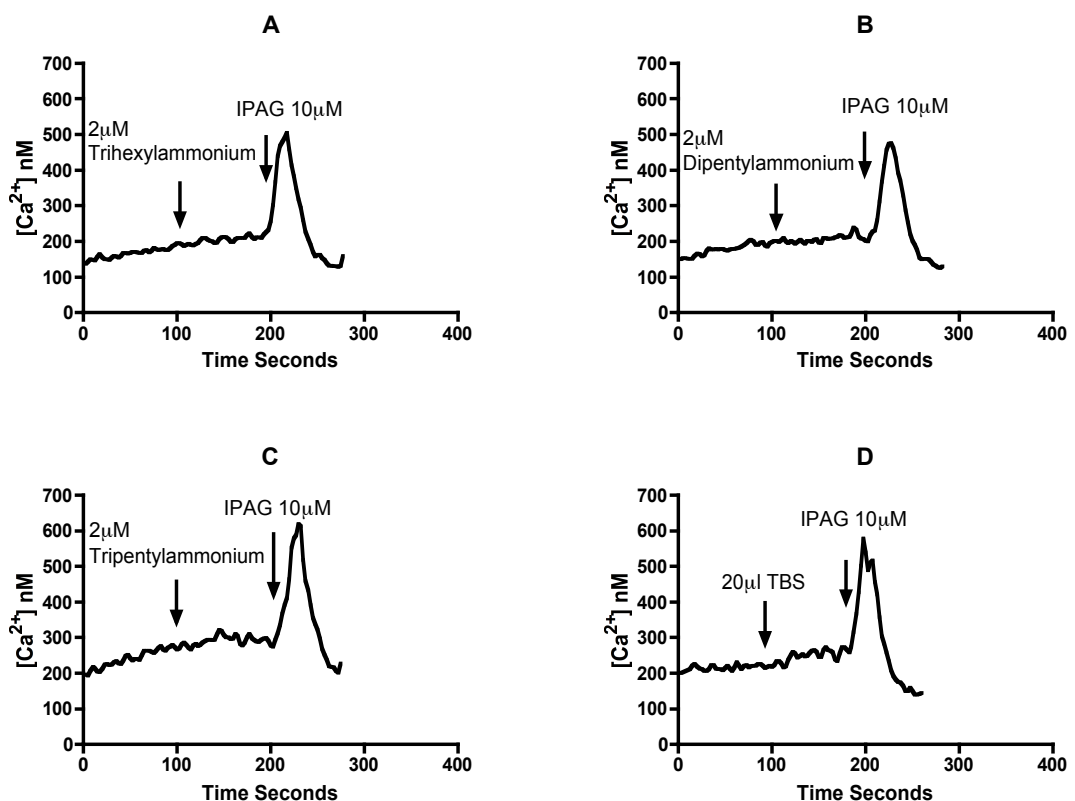 A
700
600
500
400
300
200
100
0
[Ca2+] nM
2μM
Trihexylammonium
IPAG 10μM
0 100 200 300 400
Time Seconds
B
700
600
500
400
300
200
100
0
[Ca2+] nM
2μM
Dipentylammonium
IPAG 10μM
0 100 200 300 400
Time Seconds
C
700
600
500
400
300
200
100
0
[Ca2+] nM
2μM
Tripentylammonium
IPAG 10μM
0 100 200 300 400
Time Seconds
D
700
600
500
400
300
200
100
0
[Ca2+] nM
20μl TBS
IPAG 10μM
0 100 200 300 400
Time Seconds